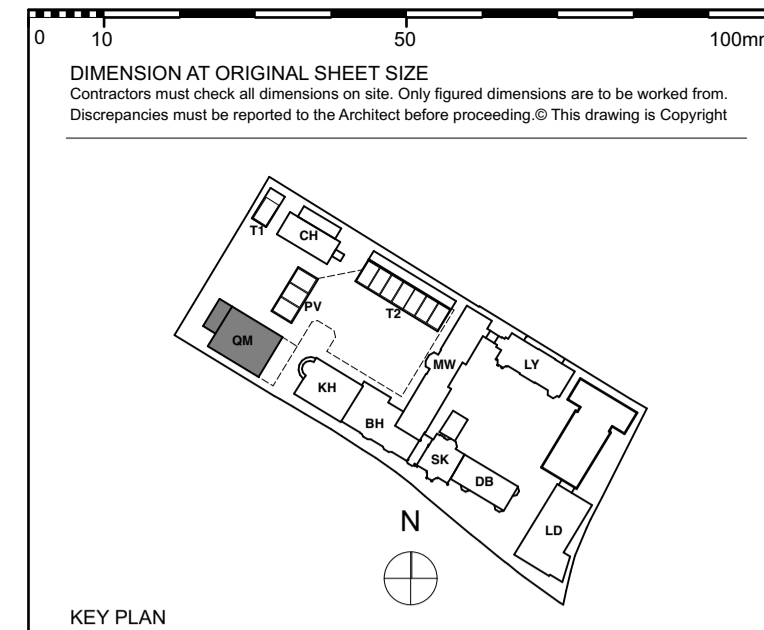 0 10 50 100mm
DIMENSION AT ORIGINAL SHEET SIZE
Contractors must check all dimensions on site. Only figured dimensions are to be worked from.
Discrepancies must be reported to the Architect before proceeding.© This drawing is Copyright
T1
CH
PV
T2
QM
MW
LY
KH
BH
SK
DB
LD
N
KEY PLAN